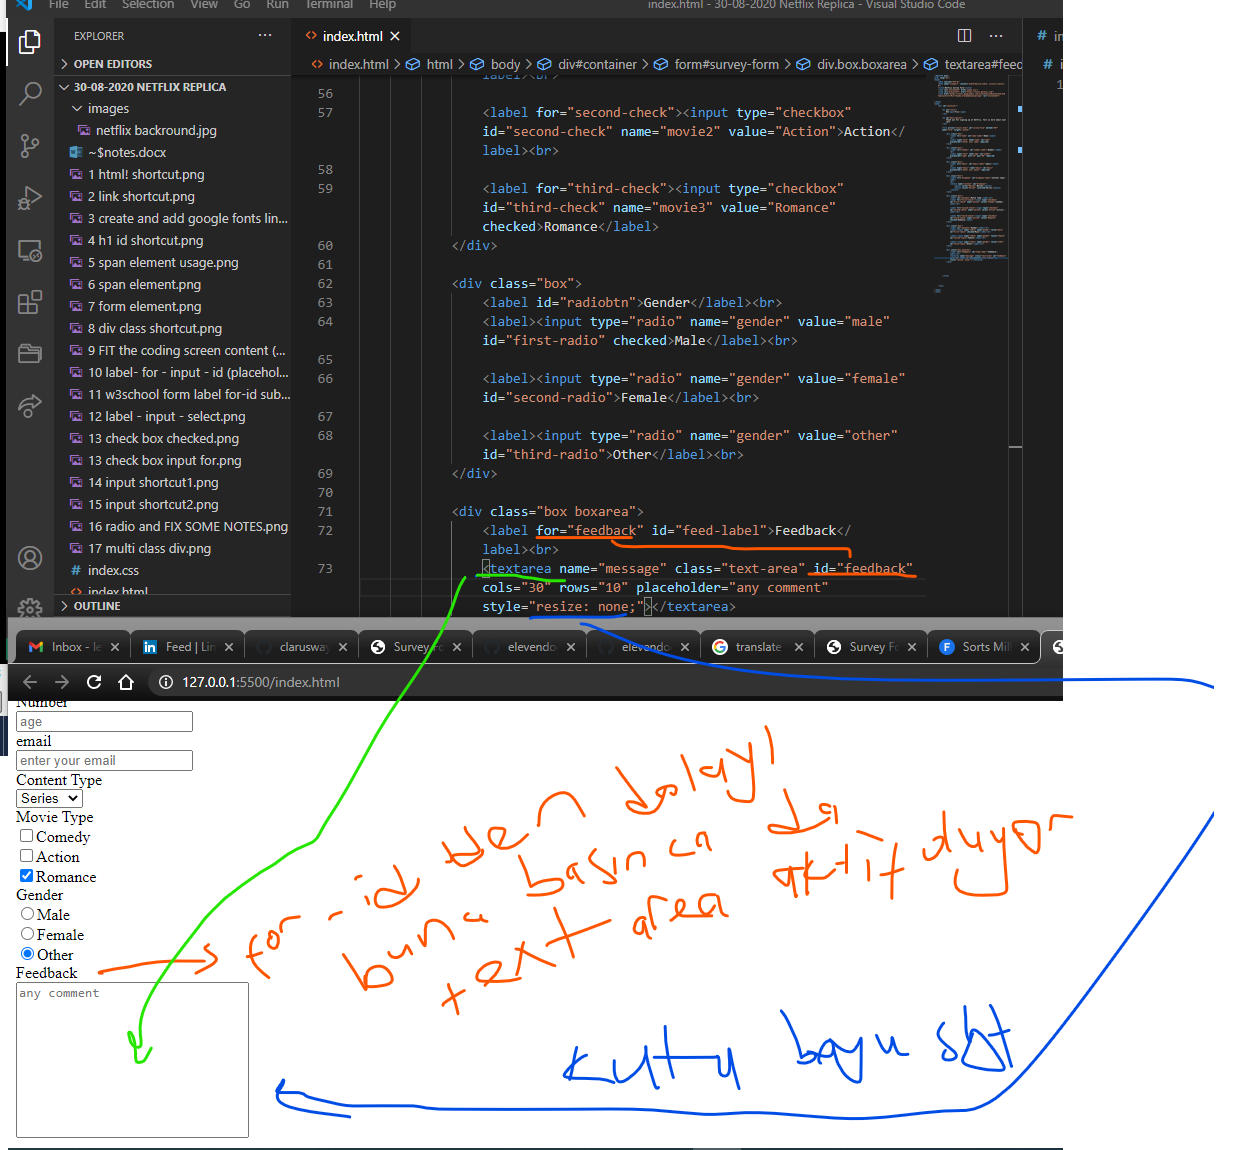 File Edit Selection View Go Run Terminal Help
index.html - 30-08-2020 Netflix Replica - Visual Studio Code
EXPLORER ...
OPEN EDITORS
30-08-2020 NETFLIX REPLICA
images
netflix backround.jpg
~$notes.docx
1 html! shortcut.png
2 link shortcut.png
3 create and add google fonts lin...
4 h1 id shortcut.png
5 span element usage.png
6 span element.png
7 form element.png
8 div class shortcut.png
9 FIT the coding screen content (...
10 label- for - input - id (placehol...
11 w3school form label for-id sub...
12 label - input - select.png
13 check box checked.png
13 check box input for.png
14 input shortcut1.png
15 input shortcut2.png
16 radio and FIX SOME NOTES.png
17 multi class div.png
# index.css
<> index.html
OUTLINE
<> index.html ×
# in
<> index.html > html > body > div#container > form#survey-form > div.box.boxarea > textarea#feed
# i
1
label><br>
56
57 <label for="second-check"><input type="checkbox"
id="second-check" name="movie2" value="Action">Action</
label><br>
58
59 <label for="third-check"><input type="checkbox"
id="third-check" name="movie3" value="Romance"
checked>Romance</label>
60 </div>
61
62 <div class="box">
63 <label id="radiobtn">Gender</label><br>
64 <label><input type="radio" name="gender" value="male"
id="first-radio" checked>Male</label><br>
65
66 <label><input type="radio" name="gender" value="female"
id="second-radio">Female</label><br>
67
68 <label><input type="radio" name="gender" value="other"
id="third-radio">Other</label><br>
69 </div>
70
71 <div class="box boxarea">
72 <label for="feedback" id="feed-label">Feedback</
label><br>
73 <textarea name="message" class="text-area" id="feedback"
cols="30" rows="10" placeholder="any comment"
style="resize: none;"></textarea>
Inbox - le × Feed | Lin × clarusway × Survey Fo × elevendo × elevendo × translate × Survey Fo × Sorts Mill ×
127.0.0.1:5500/index.html
Number
age
email
enter your email
Content Type
Series
Movie Type
Comedy
Action
Romance
Gender
Male
Female
Other
Feedback
any comment
for - id den dolayı
buna basınca da
text area aktif duyor
kutu boyu sbt